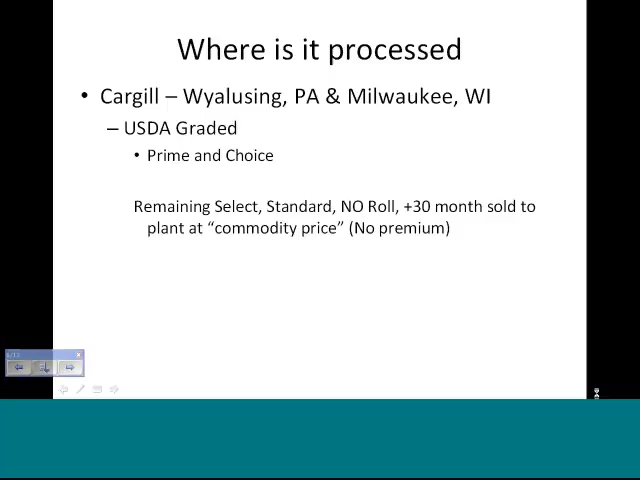 Where is it processed
• Cargill – Wyalusing, PA & Milwaukee, WI
– USDA Graded
• Prime and Choice
Remaining Select, Standard, NO Roll, +30 month sold to
plant at “commodity price” (No premium)